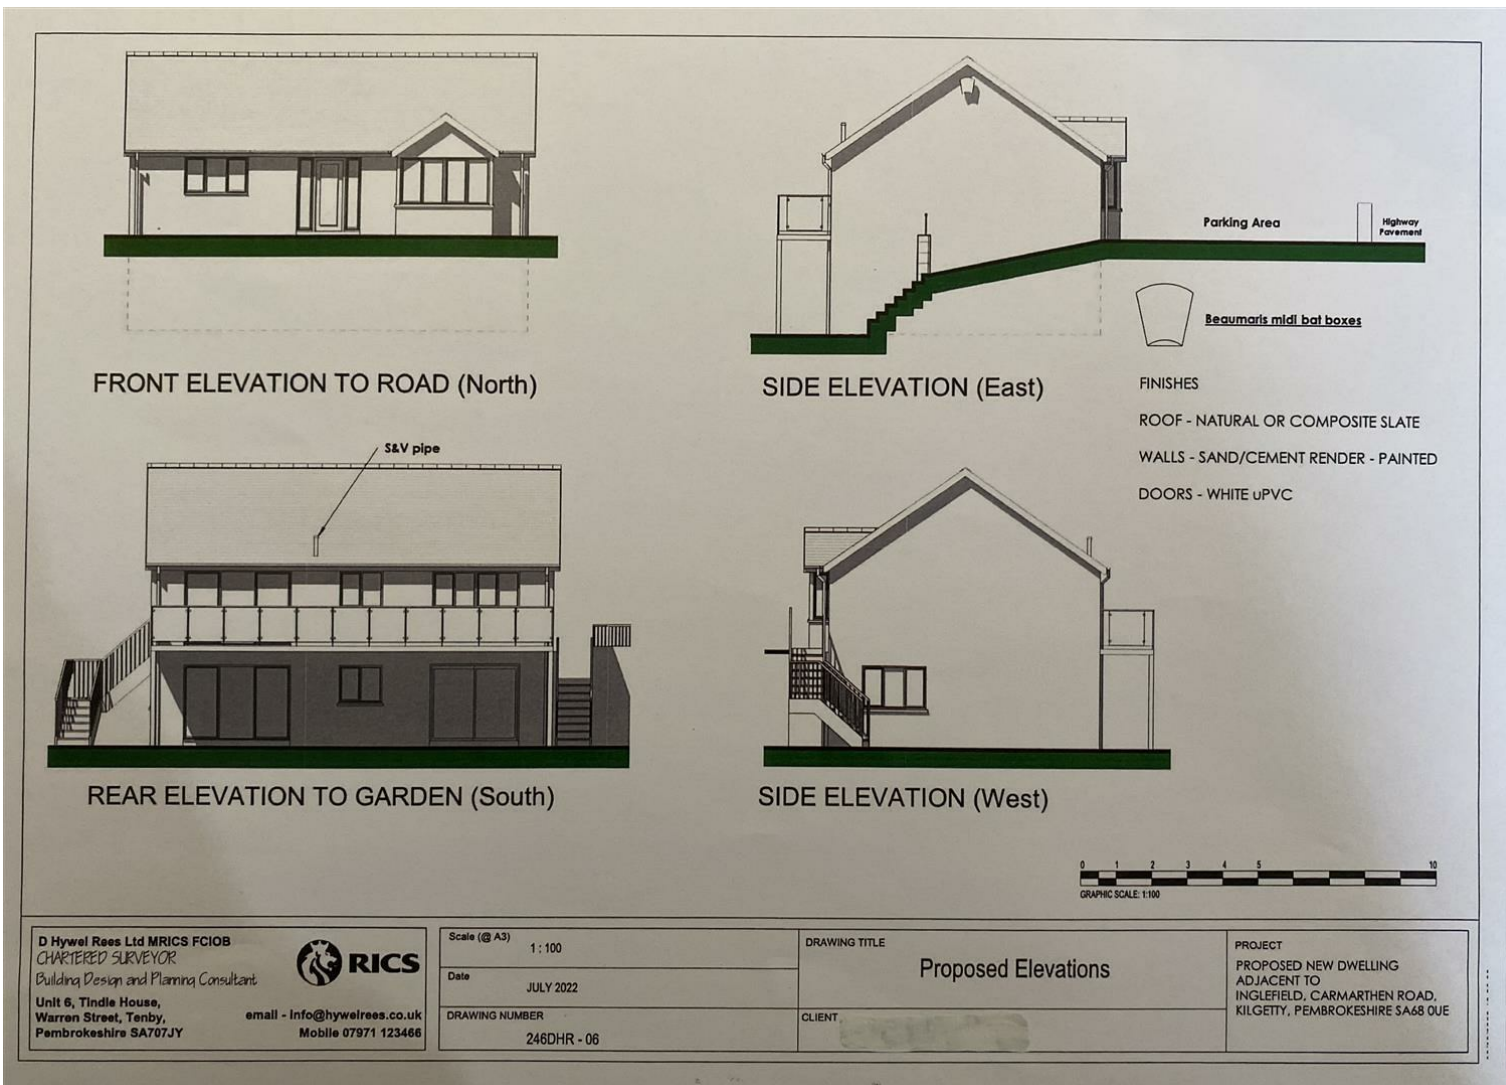 FRONT ELEVATION TO ROAD (North)
Parking Area
Highway
Pavement
SIDE ELEVATION (East)
Beaumaris midi bat boxes
FINISHES
ROOF - NATURAL OR COMPOSITE SLATE
WALLS - SAND/CEMENT RENDER - PAINTED
DOORS - WHITE uPVC
S&V pipe
REAR ELEVATION TO GARDEN (South)
SIDE ELEVATION (West)
0 1 2 3 4 5 10
GRAPHIC SCALE: 1:100
D Hywel Rees Ltd MRICS FCIOB
CHARTERED SURVEYOR
Building Design and Planning Consultant
Unit 6, Tindle House,
Warren Street, Tenby,
Pembrokeshire SA707JY
RICS
email - info@hywelrees.co.uk
Mobile 07971 123466
Scale (@ A3)
1 : 100
Date
JULY 2022
DRAWING NUMBER
246DHR - 06
DRAWING TITLE
Proposed Elevations
CLIENT
PROJECT
PROPOSED NEW DWELLING
ADJACENT TO
INGLEFIELD, CARMARTHEN ROAD,
KILGETTY, PEMBROKESHIRE SA68 0UE